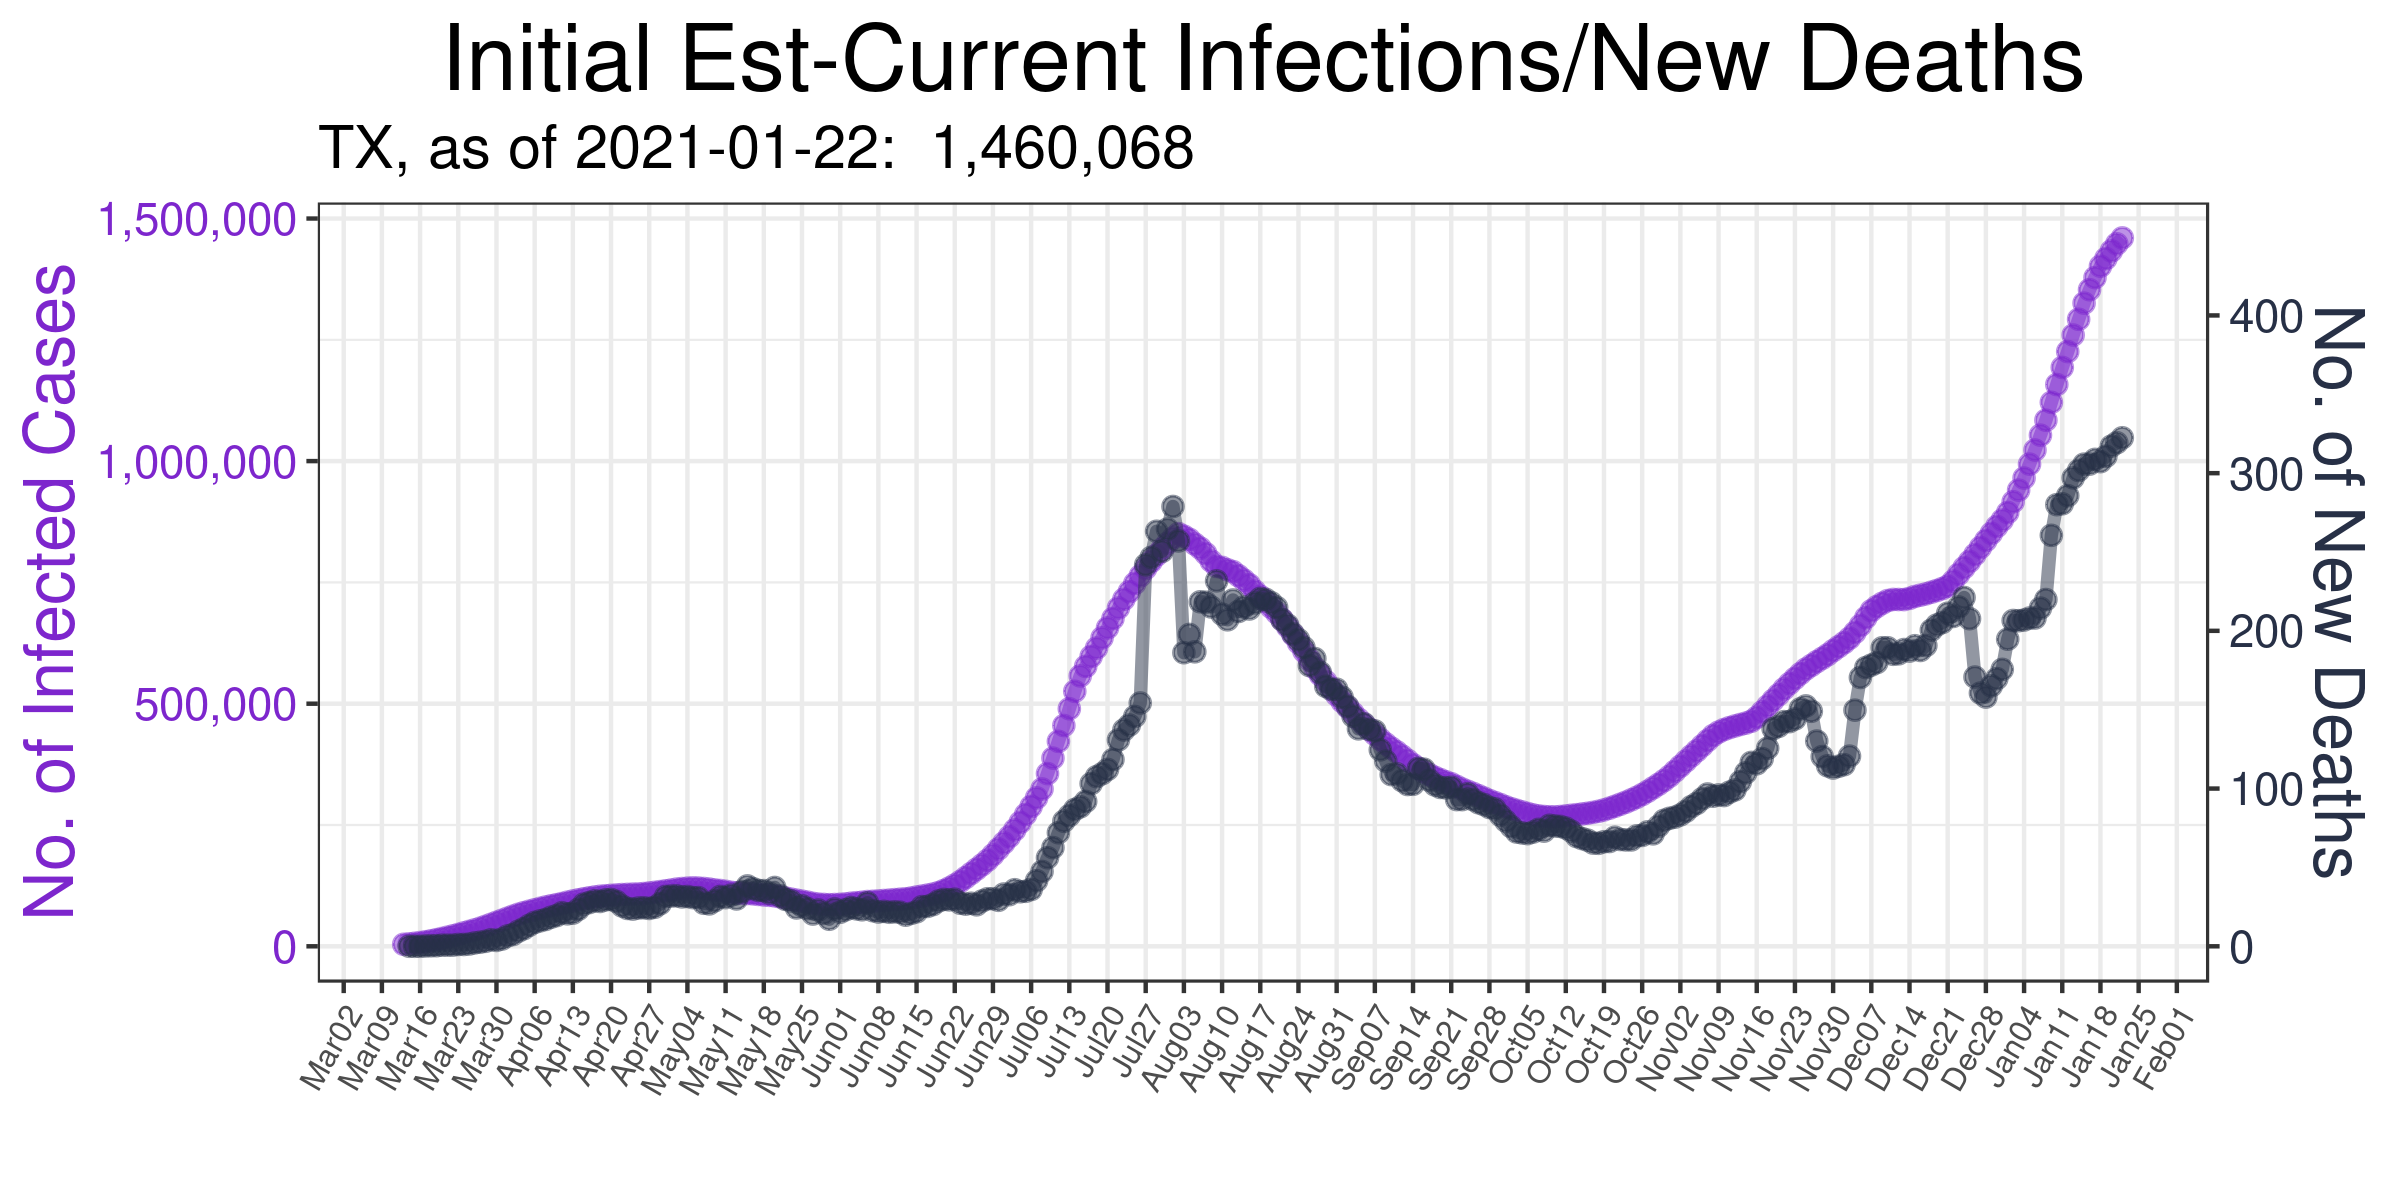 Initial Est-Current Infections/New Deaths
TX, as of 2021-01-22:  1,460,068
No. of Infected Cases
1,500,000
1,000,000
500,000
0
400
300
200
100
0
No. of New Deaths
Mar02
Mar09
Mar16
Mar23
Mar30
Apr06
Apr13
Apr20
Apr27
May04
May11
May18
May25
Jun01
Jun08
Jun15
Jun22
Jun29
Jul06
Jul13
Jul20
Jul27
Aug03
Aug10
Aug17
Aug24
Aug31
Sep07
Sep14
Sep21
Sep28
Oct05
Oct12
Oct19
Oct26
Nov02
Nov09
Nov16
Nov23
Nov30
Dec07
Dec14
Dec21
Dec28
Jan04
Jan11
Jan18
Jan25
Feb01